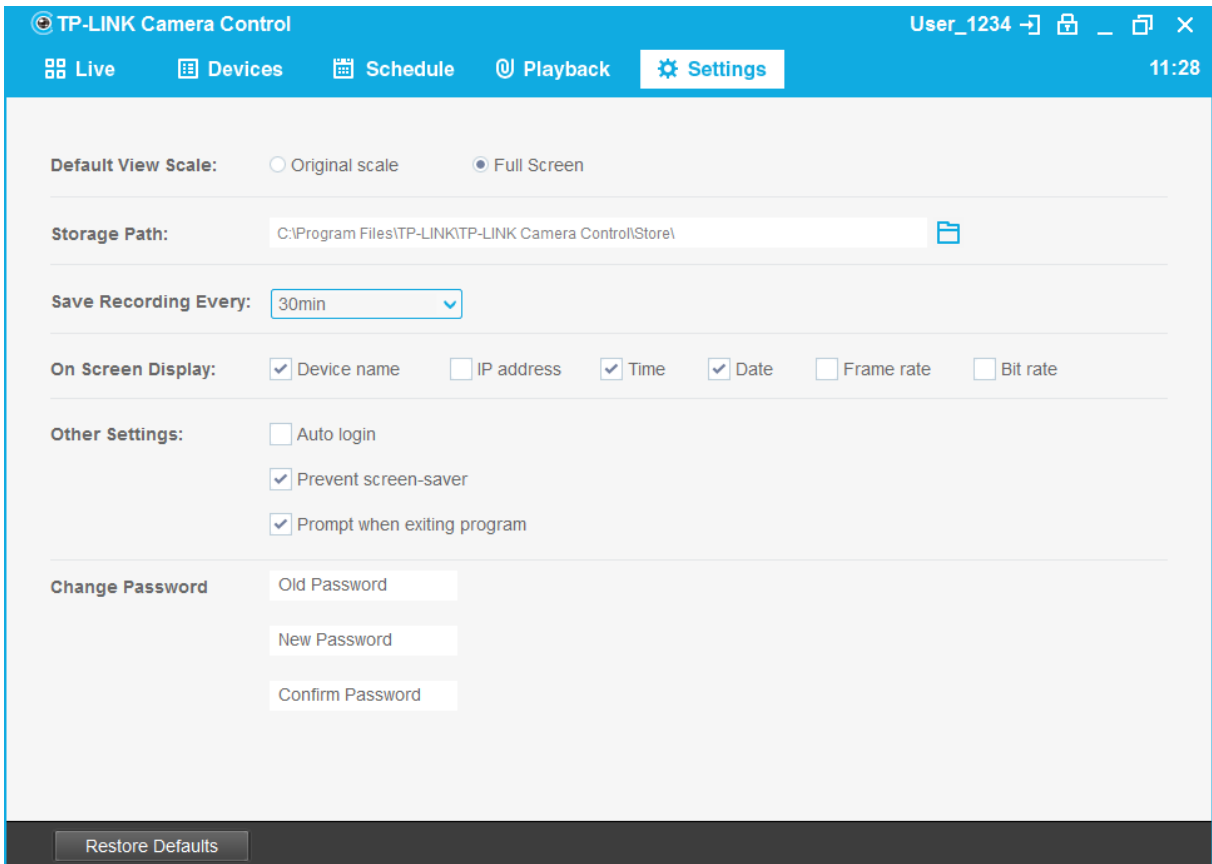 TP-LINK Camera Control User_1234
Live Devices Schedule Playback Settings 11:28
Default View Scale: Original scale Full Screen
Storage Path: C:\Program Files\TP-LINK\TP-LINK Camera Control\Store\
Save Recording Every: 30min
On Screen Display: Device name IP address Time Date Frame rate Bit rate
Other Settings: Auto login
Prevent screen-saver
Prompt when exiting program
Change Password Old Password
New Password
Confirm Password
Restore Defaults